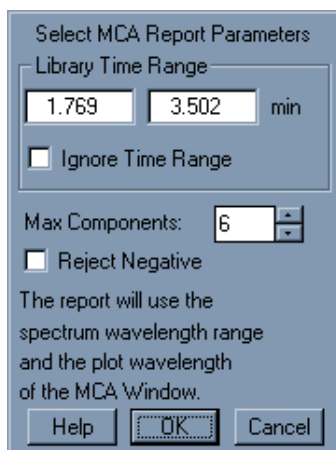 Select MCA Report Parameters
Library Time Range
1.769 3.502 min
Ignore Time Range
Max Components: 6
Reject Negative
The report will use the
spectrum wavelength range
and the plot wavelength
of the MCA Window.
Help OK Cancel